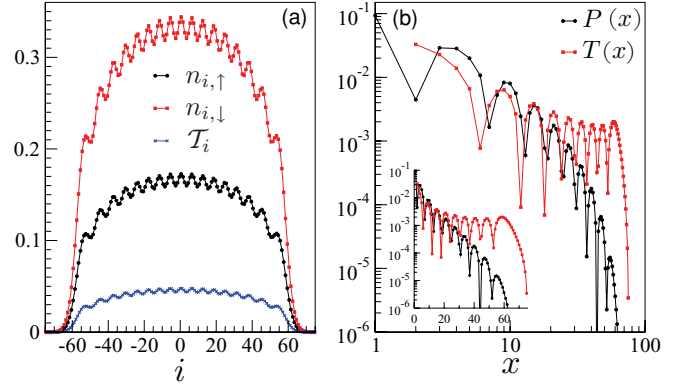 (a)
0.3
0.2
0.1
0
n_{i,↑}
n_{i,↓}
𝒯_i
-60 -40 -20 0 20 40 60
i
(b)
P (x)
T(x)
10^{-1}
10^{-2}
10^{-3}
10^{-4}
10^{-5}
10^{-6}
1 10 100
x
10^{-1}
10^{-2}
10^{-3}
10^{-4}
10^{-5}
10^{-6}
0 20 40 60